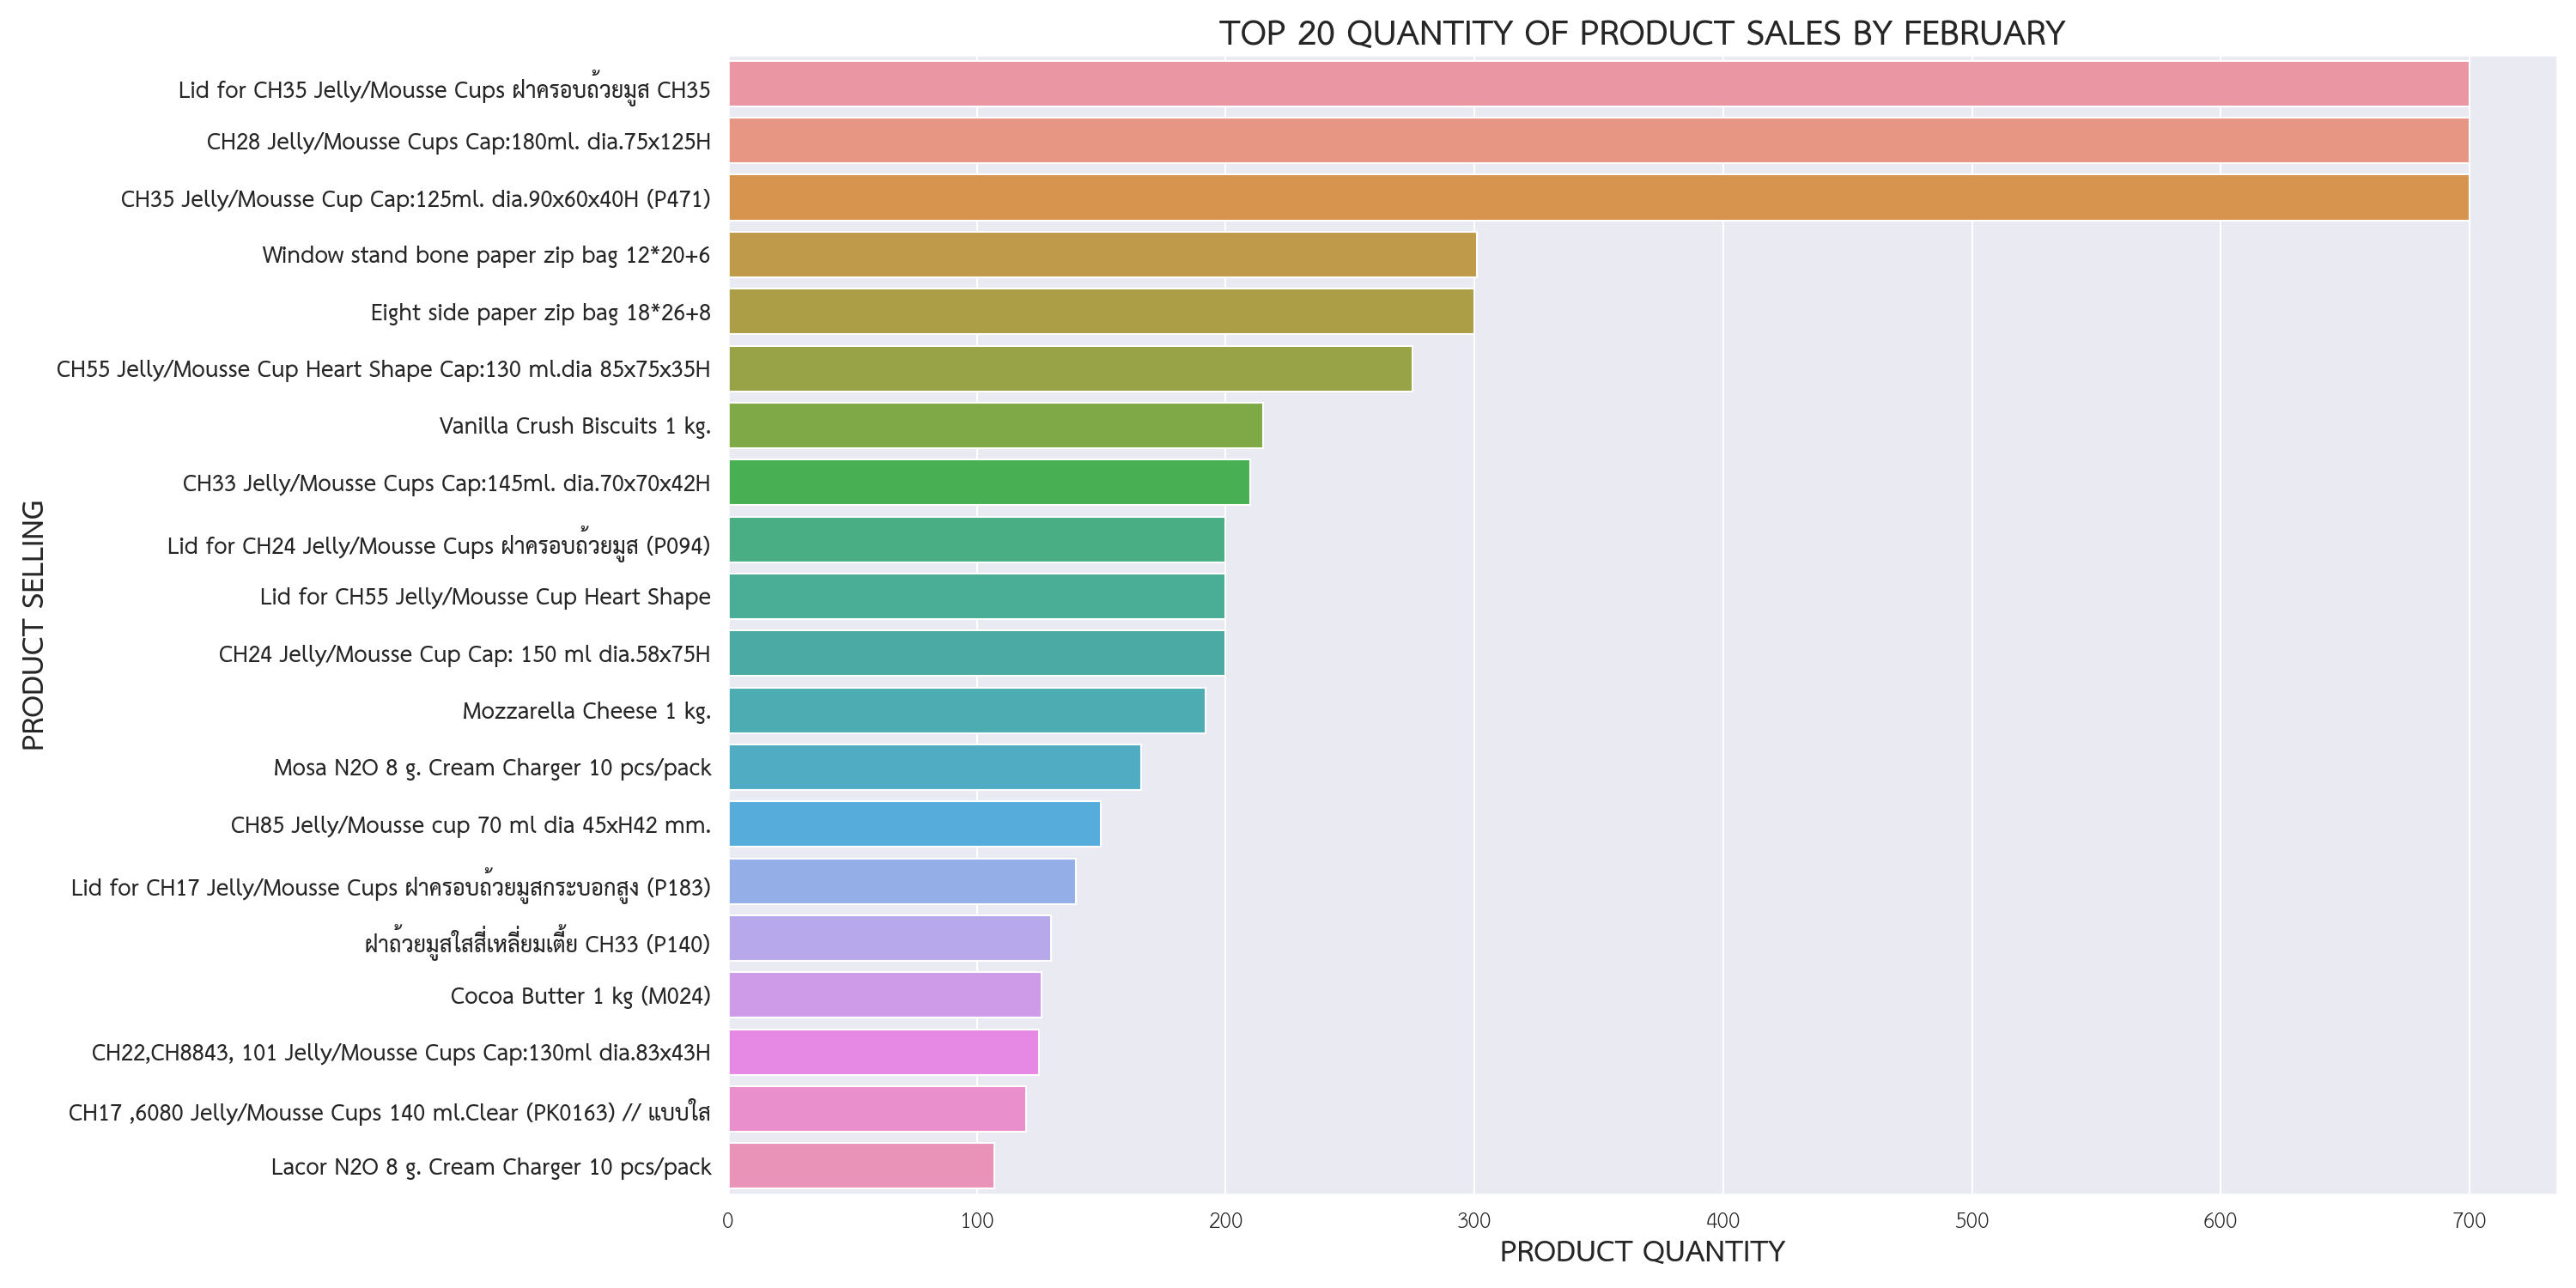 TOP 20 QUANTITY OF PRODUCT SALES BY FEBRUARY
Lid for CH35 Jelly/Mousse Cups ฝาครอบถ้วยมูส CH35
CH28 Jelly/Mousse Cups Cap:180ml. dia.75x125H
CH35 Jelly/Mousse Cup Cap:125ml. dia.90x60x40H (P471)
Window stand bone paper zip bag 12*20+6
Eight side paper zip bag 18*26+8
CH55 Jelly/Mousse Cup Heart Shape Cap:130 ml.dia 85x75x35H
Vanilla Crush Biscuits 1 kg.
CH33 Jelly/Mousse Cups Cap:145ml. dia.70x70x42H
Lid for CH24 Jelly/Mousse Cups ฝาครอบถ้วยมูส (P094)
Lid for CH55 Jelly/Mousse Cup Heart Shape
CH24 Jelly/Mousse Cup Cap: 150 ml dia.58x75H
Mozzarella Cheese 1 kg.
Mosa N2O 8 g. Cream Charger 10 pcs/pack
CH85 Jelly/Mousse cup 70 ml dia 45xH42 mm.
Lid for CH17 Jelly/Mousse Cups ฝาครอบถ้วยมูสกระบอกสูง (P183)
ฝาถ้วยมูสใสสี่เหลี่ยมเตี้ย CH33 (P140)
Cocoa Butter 1 kg (M024)
CH22,CH8843, 101 Jelly/Mousse Cups Cap:130ml dia.83x43H
CH17 ,6080 Jelly/Mousse Cups 140 ml.Clear (PK0163) // แบบใส
Lacor N2O 8 g. Cream Charger 10 pcs/pack
PRODUCT SELLING
0 100 200 300 400 500 600 700
PRODUCT QUANTITY